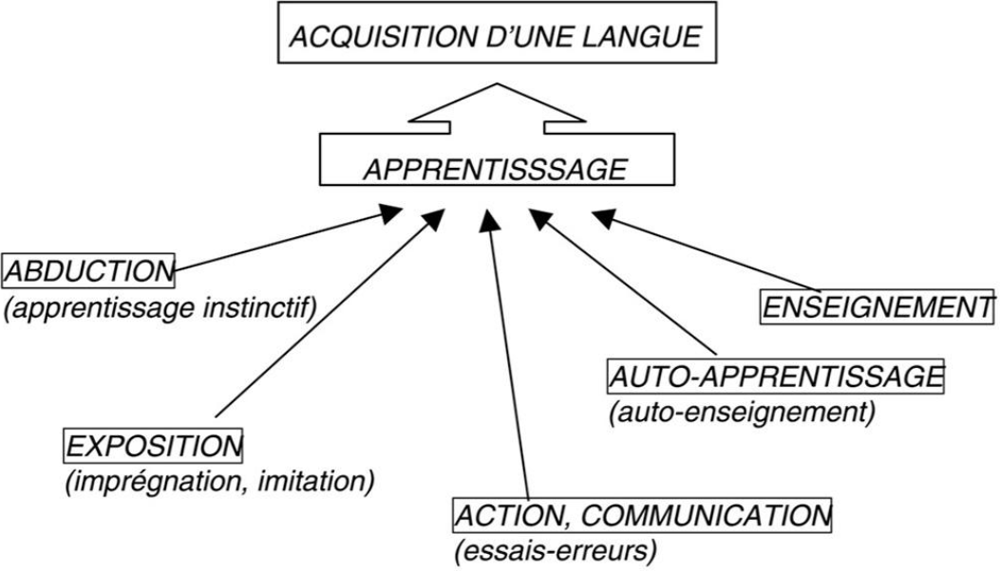 ACQUISITION D'UNE LANGUE
APPRENTISSSAGE
ABDUCTION
(apprentissage instinctif)
EXPOSITION
(imprégnation, imitation)
ACTION, COMMUNICATION
(essais-erreurs)
AUTO-APPRENTISSAGE
(auto-enseignement)
ENSEIGNEMENT